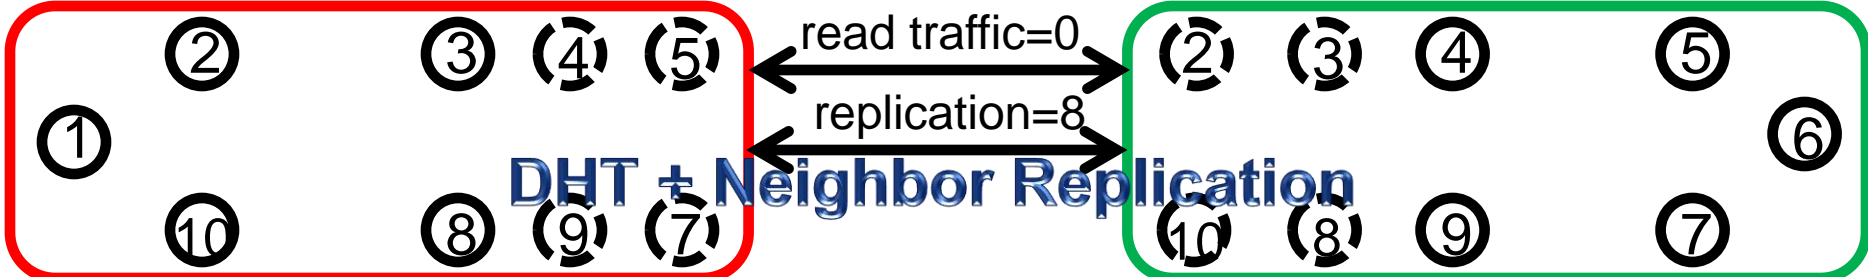 2 3 4 5 read traffic=0 2 3 4 5
1 replication=8 6
DHT + Neighbor Replication
10 8 9 7 10 8 9 7